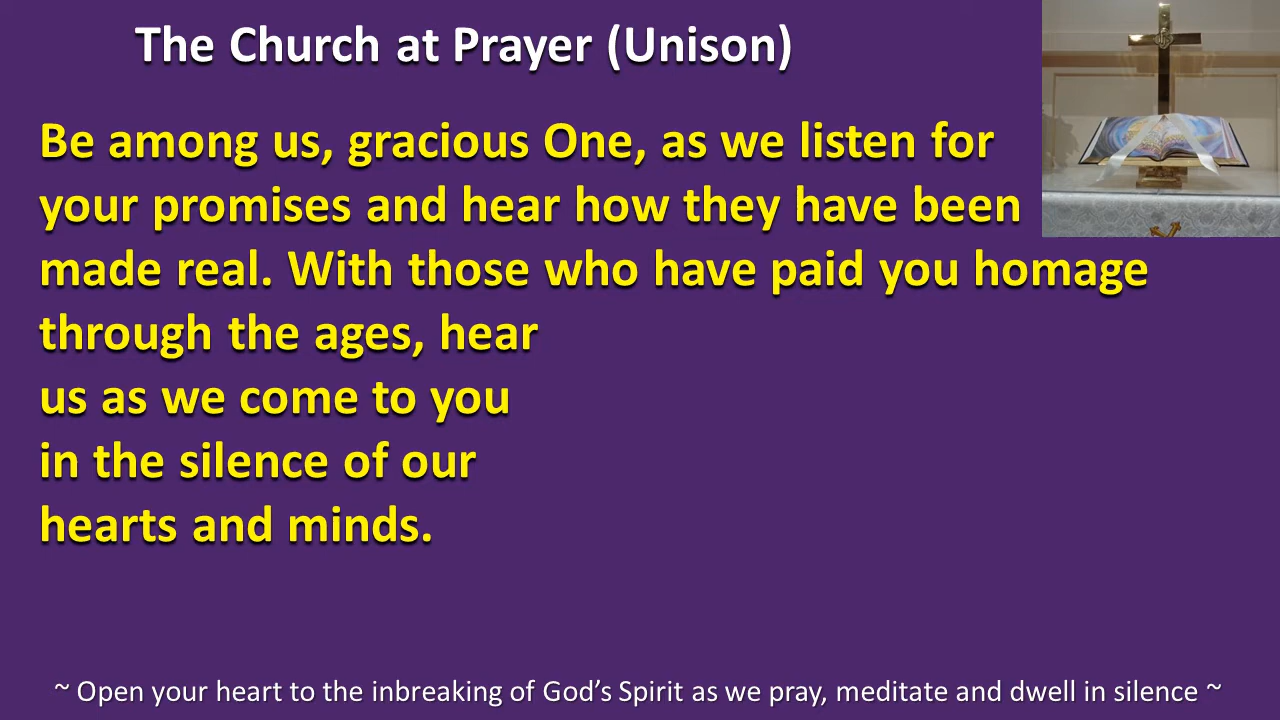 The Church at Prayer (Unison)
Be among us, gracious One, as we listen for
your promises and hear how they have been
made real. With those who have paid you homage
through the ages, hear
us as we come to you
in the silence of our
hearts and minds.
~ Open your heart to the inbreaking of God’s Spirit as we pray, meditate and dwell in silence ~